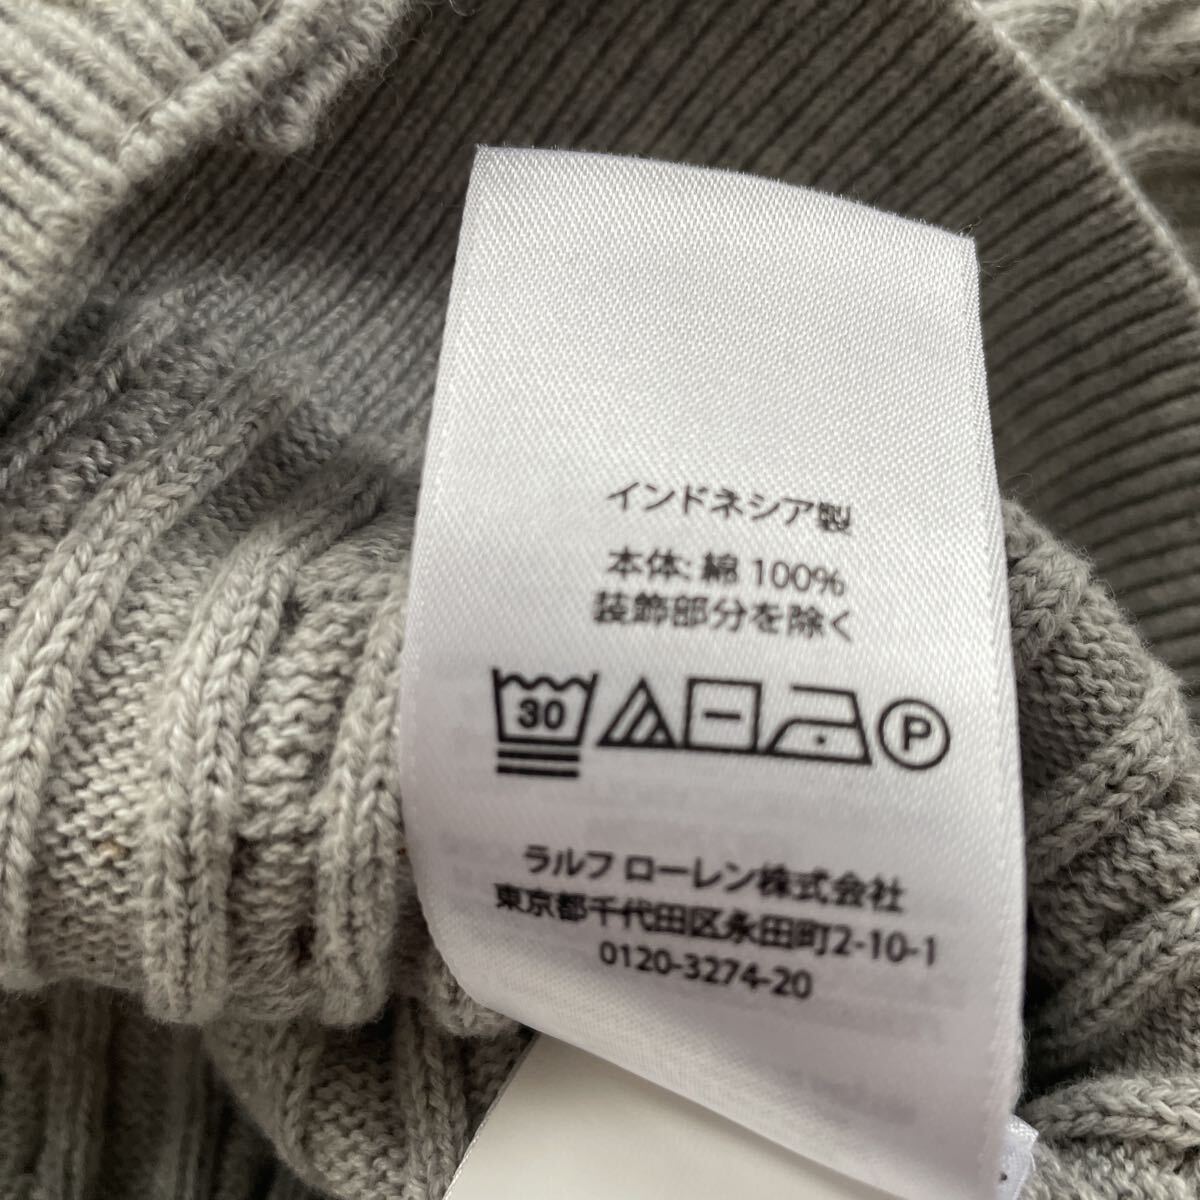 インドネシア製
本体: 綿 100%
装飾部分を除く
30 P
ラルフ ローレン株式会社
東京都千代田区永田町2-10-1
0120-3274-20